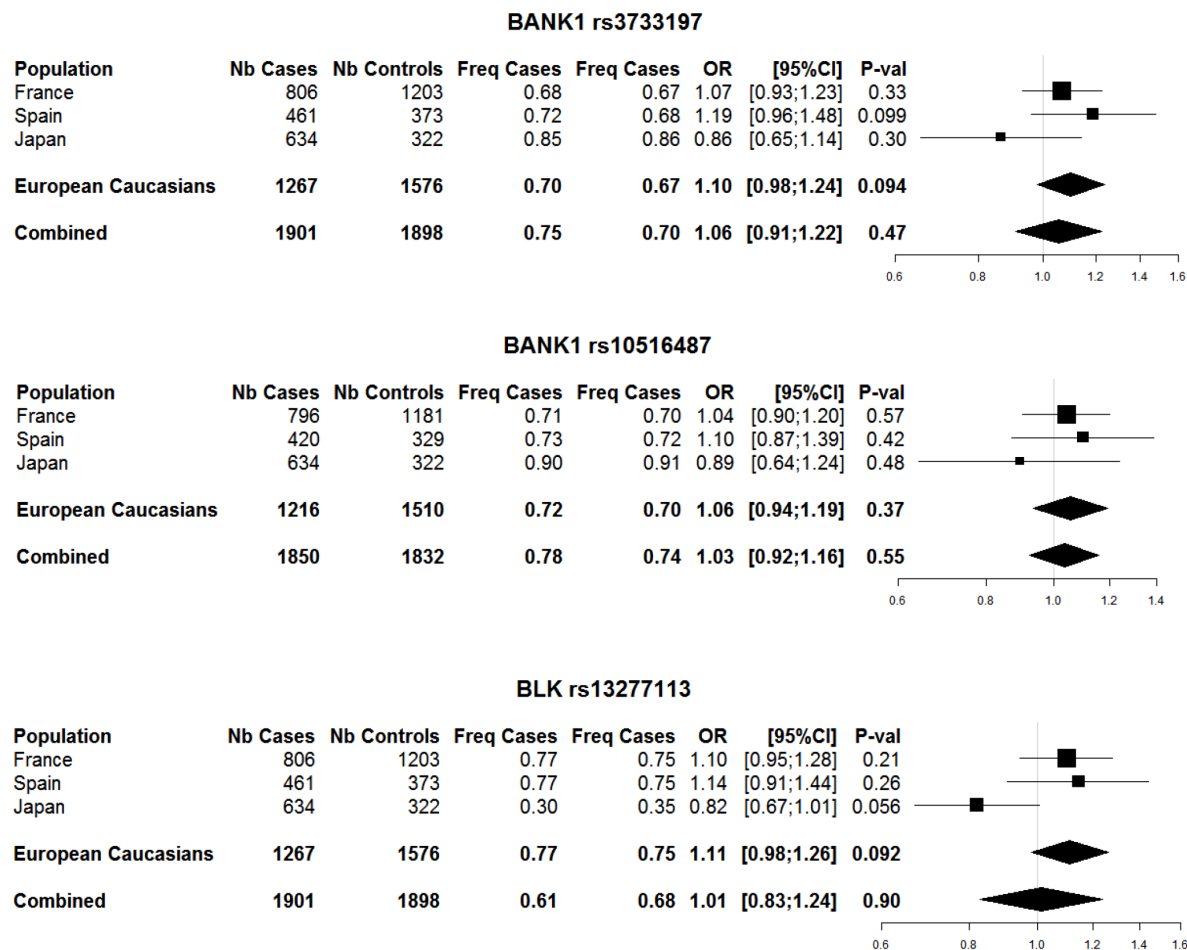 BANK1 rs3733197
Population Nb Cases Nb Controls Freq Cases Freq Cases OR [95%CI] P-val
France 806 1203 0.68 0.67 1.07 [0.93;1.23] 0.33
Spain 461 373 0.72 0.68 1.19 [0.96;1.48] 0.099
Japan 634 322 0.85 0.86 0.86 [0.65;1.14] 0.30
European Caucasians 1267 1576 0.70 0.67 1.10 [0.98;1.24] 0.094
Combined 1901 1898 0.75 0.70 1.06 [0.91;1.22] 0.47
0.6 0.8 1.0 1.2 1.4 1.6
BANK1 rs10516487
Population Nb Cases Nb Controls Freq Cases Freq Cases OR [95%CI] P-val
France 796 1181 0.71 0.70 1.04 [0.90;1.20] 0.57
Spain 420 329 0.73 0.72 1.10 [0.87;1.39] 0.42
Japan 634 322 0.90 0.91 0.89 [0.64;1.24] 0.48
European Caucasians 1216 1510 0.72 0.70 1.06 [0.94;1.19] 0.37
Combined 1850 1832 0.78 0.74 1.03 [0.92;1.16] 0.55
0.6 0.8 1.0 1.2 1.4
BLK rs13277113
Population Nb Cases Nb Controls Freq Cases Freq Cases OR [95%CI] P-val
France 806 1203 0.77 0.75 1.10 [0.95;1.28] 0.21
Spain 461 373 0.77 0.75 1.14 [0.91;1.44] 0.26
Japan 634 322 0.30 0.35 0.82 [0.67;1.01] 0.056
European Caucasians 1267 1576 0.77 0.75 1.11 [0.98;1.26] 0.092
Combined 1901 1898 0.61 0.68 1.01 [0.83;1.24] 0.90
0.6 0.8 1.0 1.2 1.4 1.6